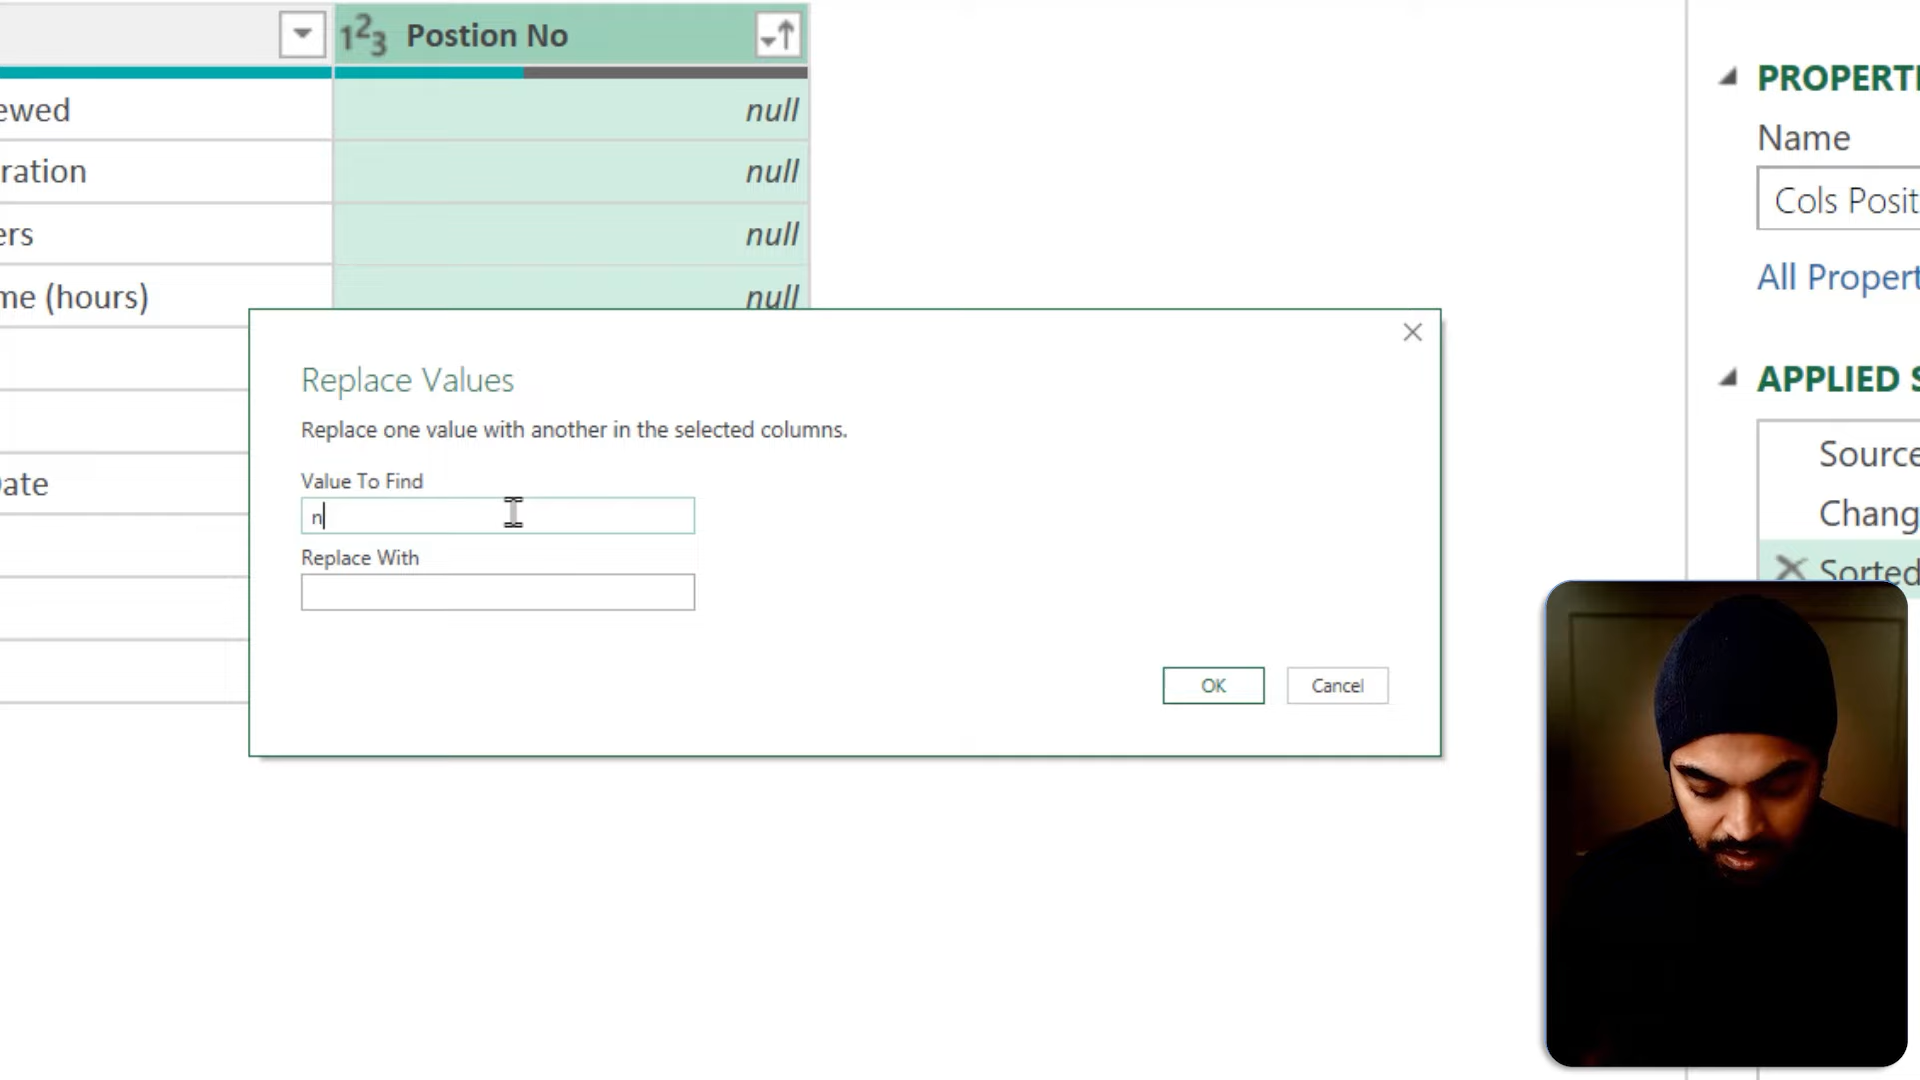 123 Postion No
ewed null
ration null
ers null
me (hours) null
ate
Replace Values
Replace one value with another in the selected columns.
Value To Find
n
Replace With
OK Cancel
PROPERTI
Name
Cols Posit
All Propert
APPLIED S
Source
Chang
Sorted